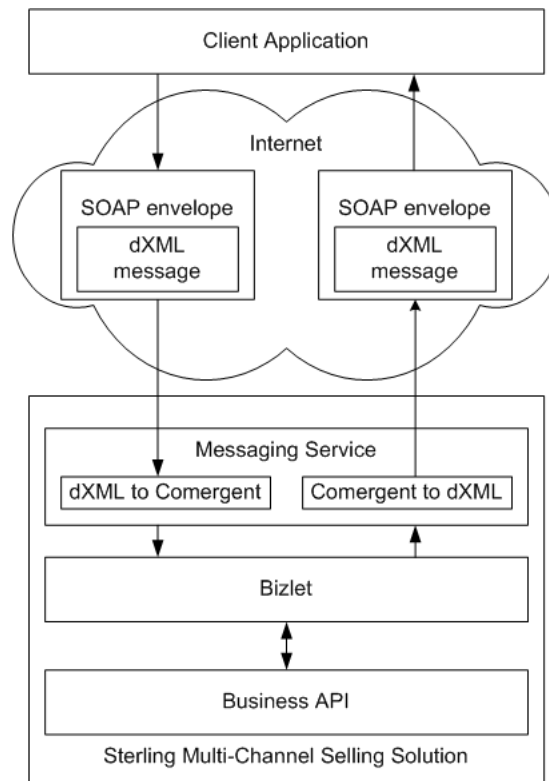 Client Application
Internet
SOAP envelope
dXML
message
SOAP envelope
dXML
message
Messaging Service
dXML to Comergent
Comergent to dXML
Bizlet
Business API
Sterling Multi-Channel Selling Solution